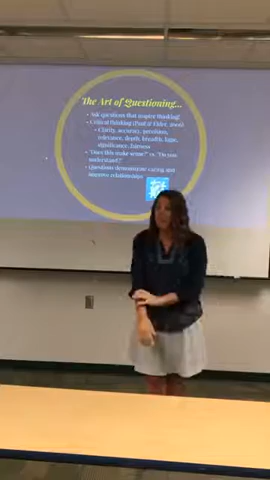 The Art of Questioning...
Ask questions that inspire thinking!
Critical Thinking (Paul & Elder, 2001)
Clarity, accuracy, precision,
relevance, depth, breadth, logic,
significance, fairness
"Does this make sense?" vs. "Do you
understand?"
Questions demonstrate caring and
improve relationships